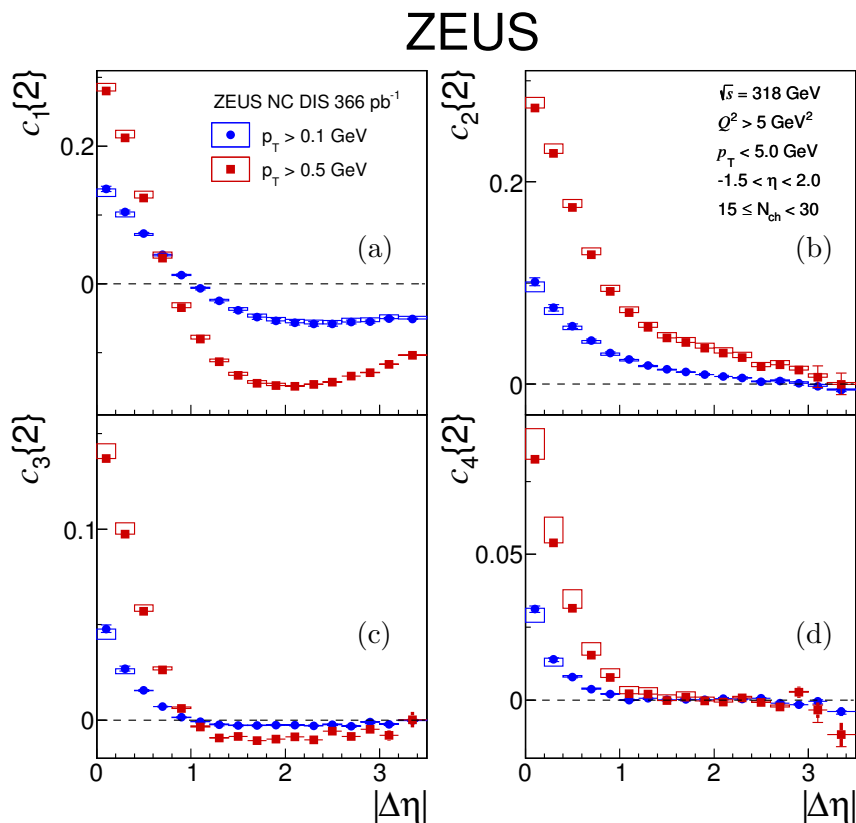 ZEUS
c₁{2}
ZEUS NC DIS 366 pb⁻¹
p_T > 0.1 GeV
p_T > 0.5 GeV
0.2
0
(a)
c₂{2}
√s = 318 GeV
Q² > 5 GeV²
p_T < 5.0 GeV
-1.5 < η < 2.0
15 ≤ N_ch < 30
0.2
0
(b)
c₃{2}
0.1
0
(c)
0 1 2 3
|Δη|
c₄{2}
0.05
0
(d)
0 1 2 3
|Δη|